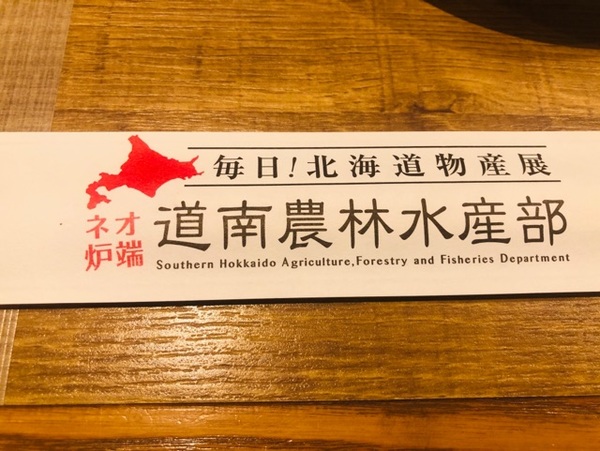 毎日!北海道物産展
ネオ
炉端
道南農林水産部
Southern Hokkaido Agriculture,Forestry and Fisheries Department